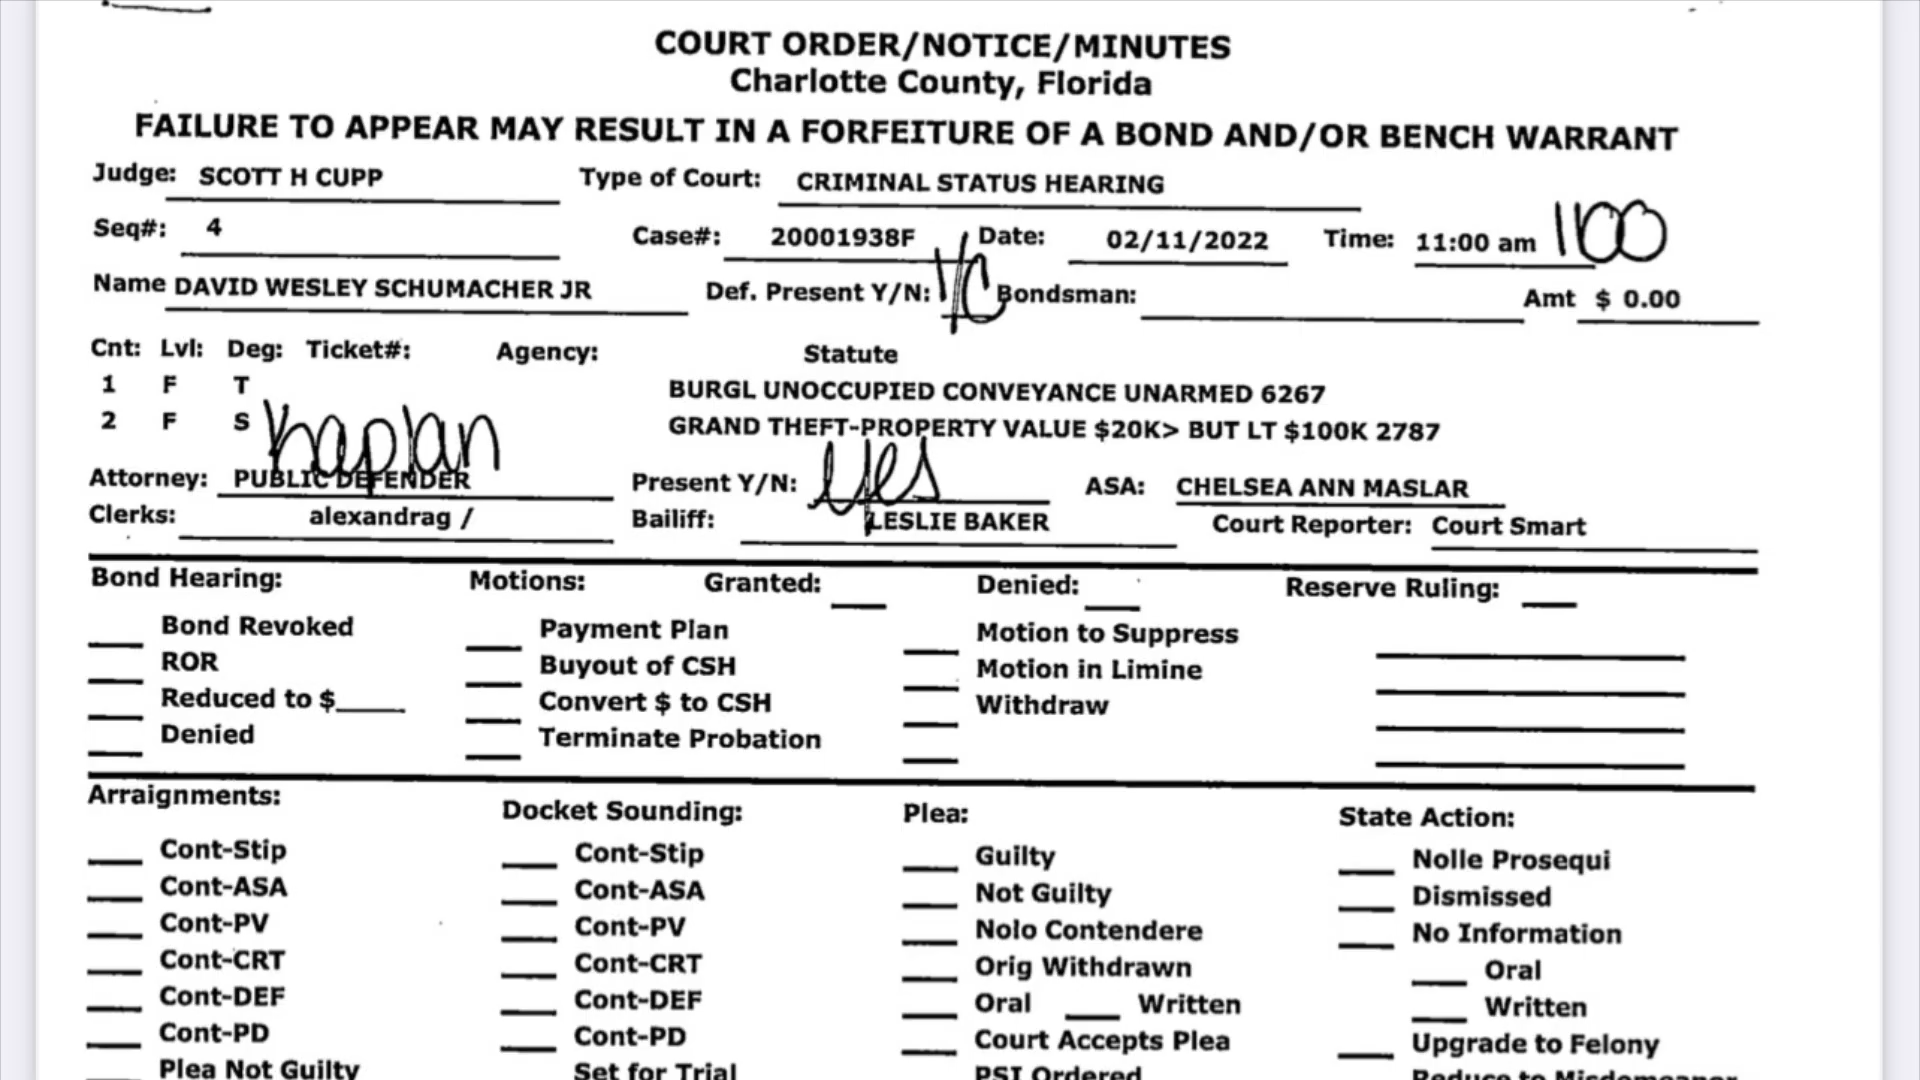 COURT ORDER/NOTICE/MINUTES
Charlotte County, Florida
FAILURE TO APPEAR MAY RESULT IN A FORFEITURE OF A BOND AND/OR BENCH WARRANT
Judge: SCOTT H CUPP Type of Court: CRIMINAL STATUS HEARING
Seq#: 4 Case#: 20001938F Date: 02/11/2022 Time: 11:00 am 1100
Name DAVID WESLEY SCHUMACHER JR Def. Present Y/N: I/C Bondsman: Amt $ 0.00
Cnt: Lvl: Deg: Ticket#: Agency: Statute
1 F T BURGL UNOCCUPIED CONVEYANCE UNARMED 6267
2 F S GRAND THEFT-PROPERTY VALUE $20K> BUT LT $100K 2787
Kaplan
Attorney: PUBLIC DEFENDER Present Y/N: yes ASA: CHELSEA ANN MASLAR
Clerks: alexandrag / Bailiff: LESLIE BAKER Court Reporter: Court Smart
Bond Hearing: Motions: Granted: Denied: Reserve Ruling:
Bond Revoked Payment Plan Motion to Suppress
ROR Buyout of CSH Motion in Limine
Reduced to $ Convert $ to CSH Withdraw
Denied Terminate Probation
Arraignments: Docket Sounding: Plea: State Action:
Cont-Stip Cont-Stip Guilty Nolle Prosequi
Cont-ASA Cont-ASA Not Guilty Dismissed
Cont-PV Cont-PV Nolo Contendere No Information
Cont-CRT Cont-CRT Orig Withdrawn Oral
Cont-DEF Cont-DEF Oral Written Written
Cont-PD Cont-PD Court Accepts Plea Upgrade to Felony
Plea Not Guilty Set for Trial PSI Ordered Reduce to Misdemeanor